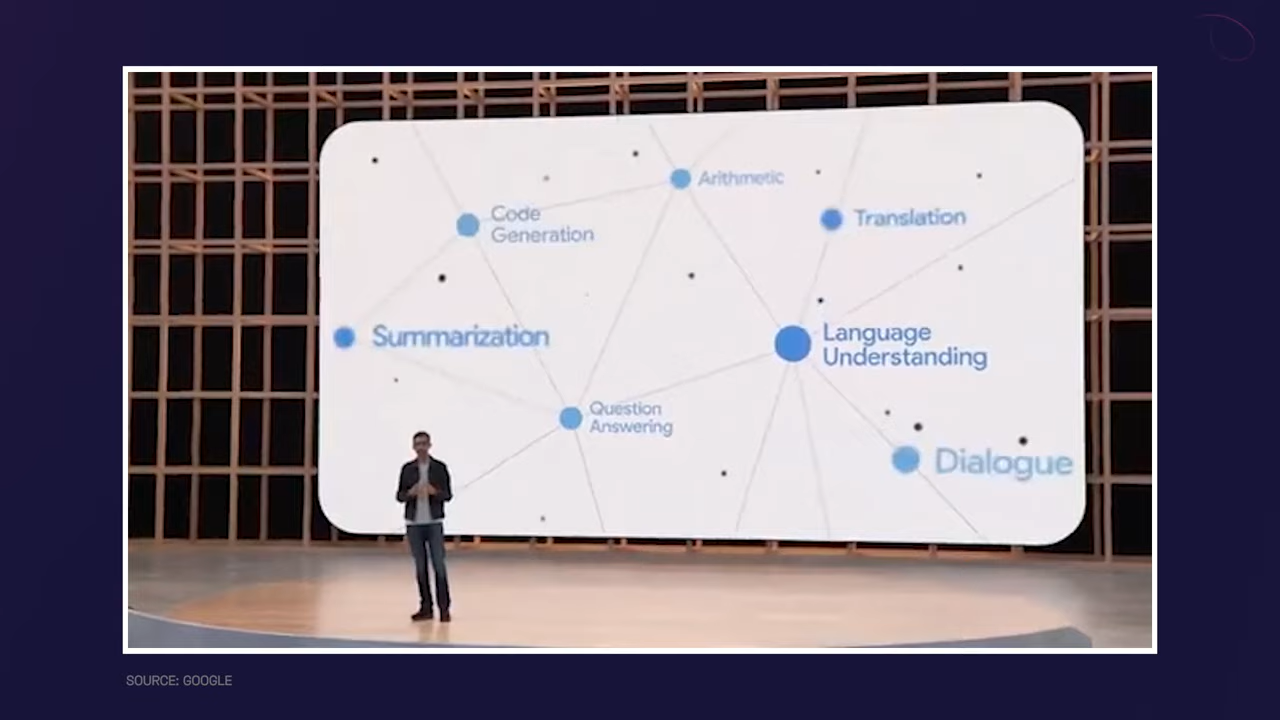 Arithmetic
Code
Generation
Translation
Summarization
Language
Understanding
Question
Answering
Dialogue
SOURCE: GOOGLE